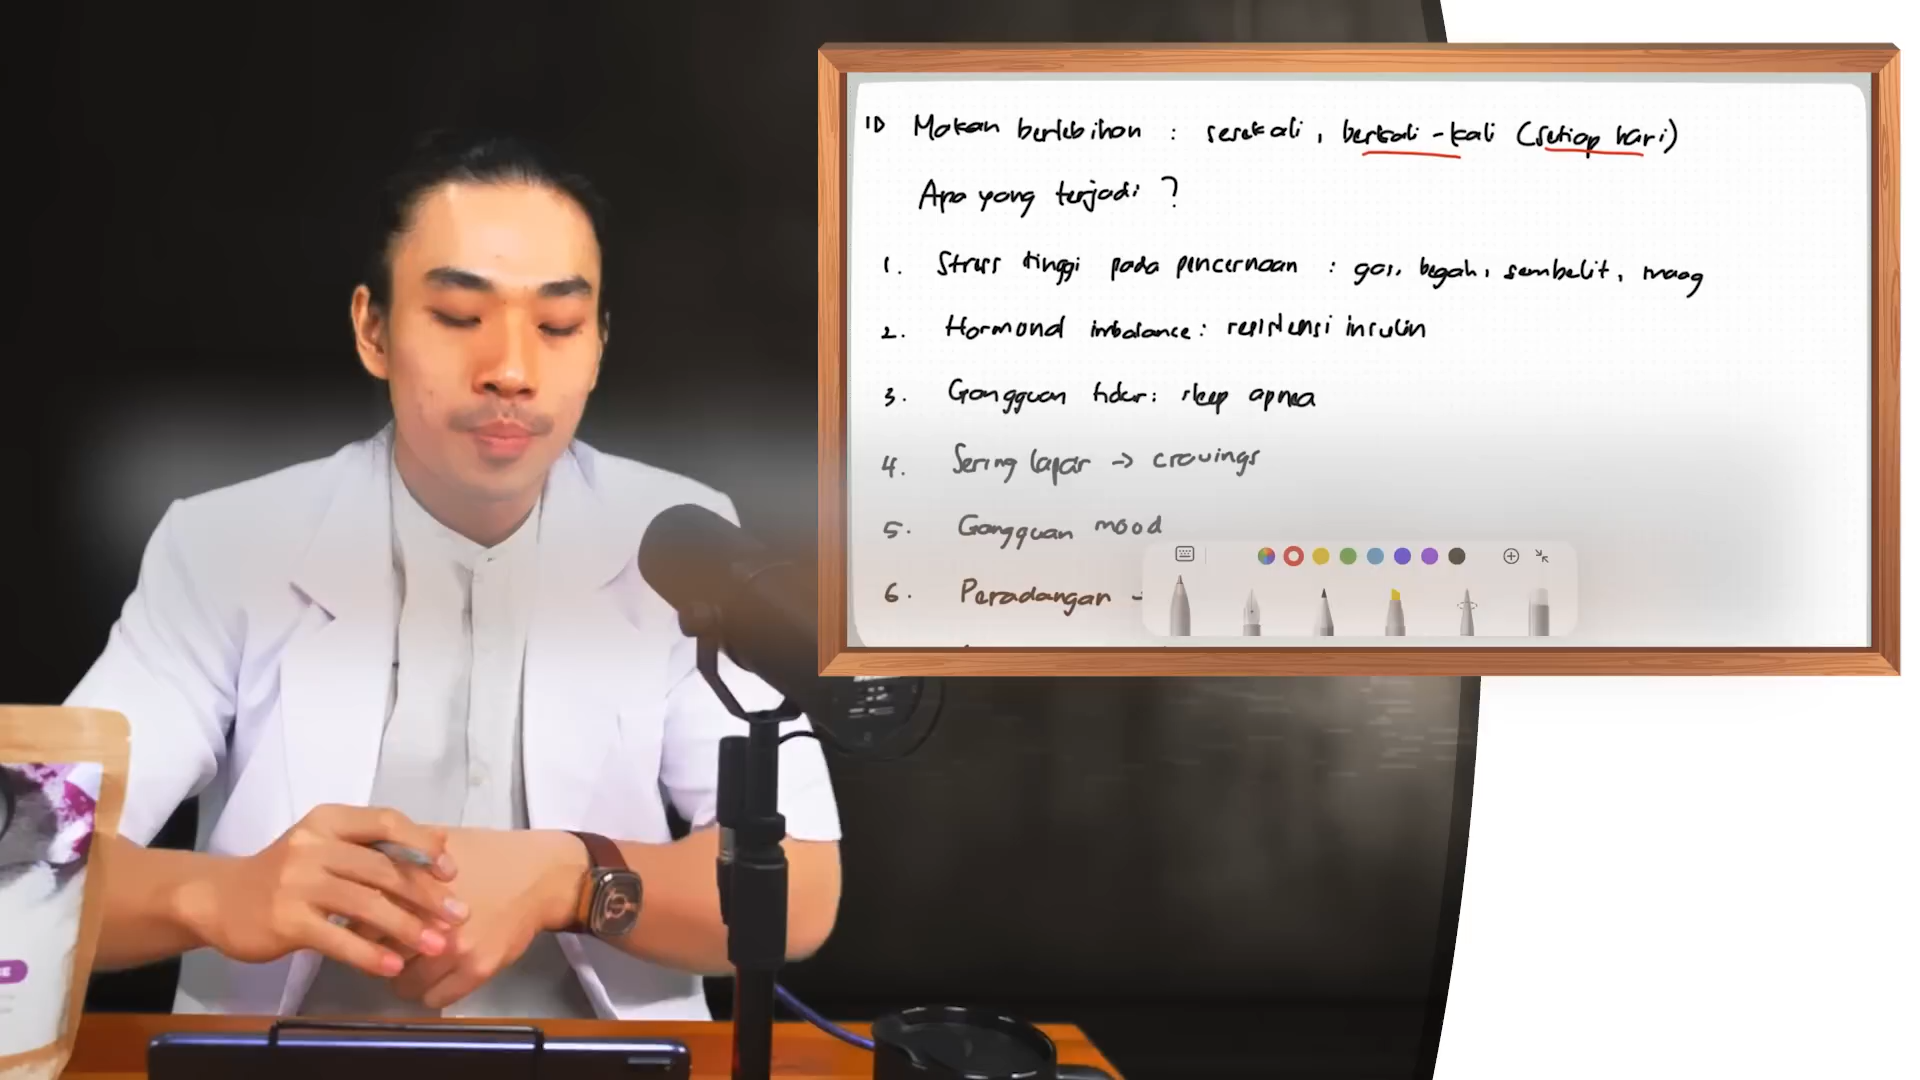 1) Makan berlebihan : sesekali, berkali-kali (setiap hari)
Apa yang terjadi ?
1. Stress tinggi pada pencernaan : gas, begah, sembelit, maag
2. Hormonal imbalance : resistensi insulin
3. Gangguan tidur : sleep apnea
4. Sering lapar → cravings
5. Gangguan mood
6. Peradangan -